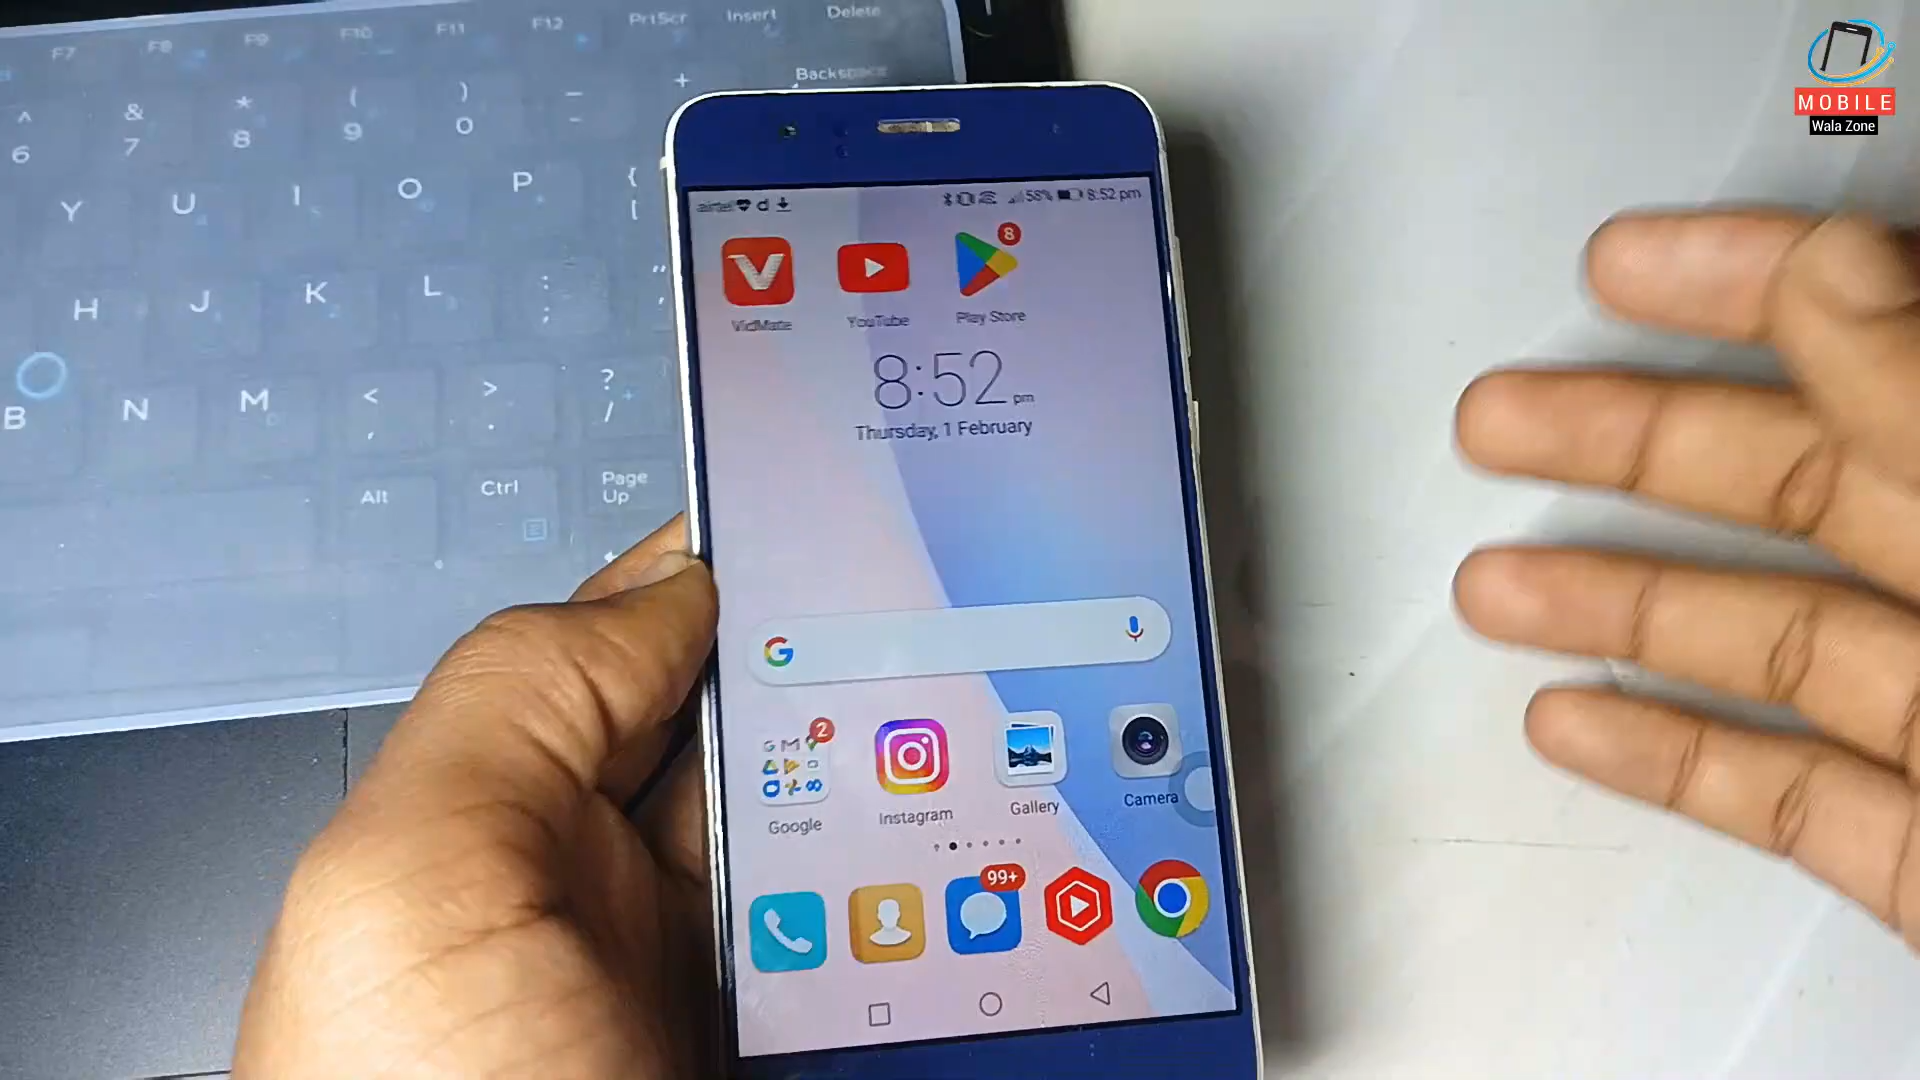 F7 F8 F9 F10 F11 F12 PrtScr Insert Delete
^ & * ( ) _ + Backspace
6 7 8 9 0 -
Y U I O P { [
H J K L : ; " '
B N M < , > . ? /
Alt Ctrl Page Up
airtel d 58% 8:52 pm
8
VidMate YouTube Play Store
8:52 pm
Thursday, 1 February
G
2
Google Instagram Gallery Camera
99+
MOBILE
Wala Zone